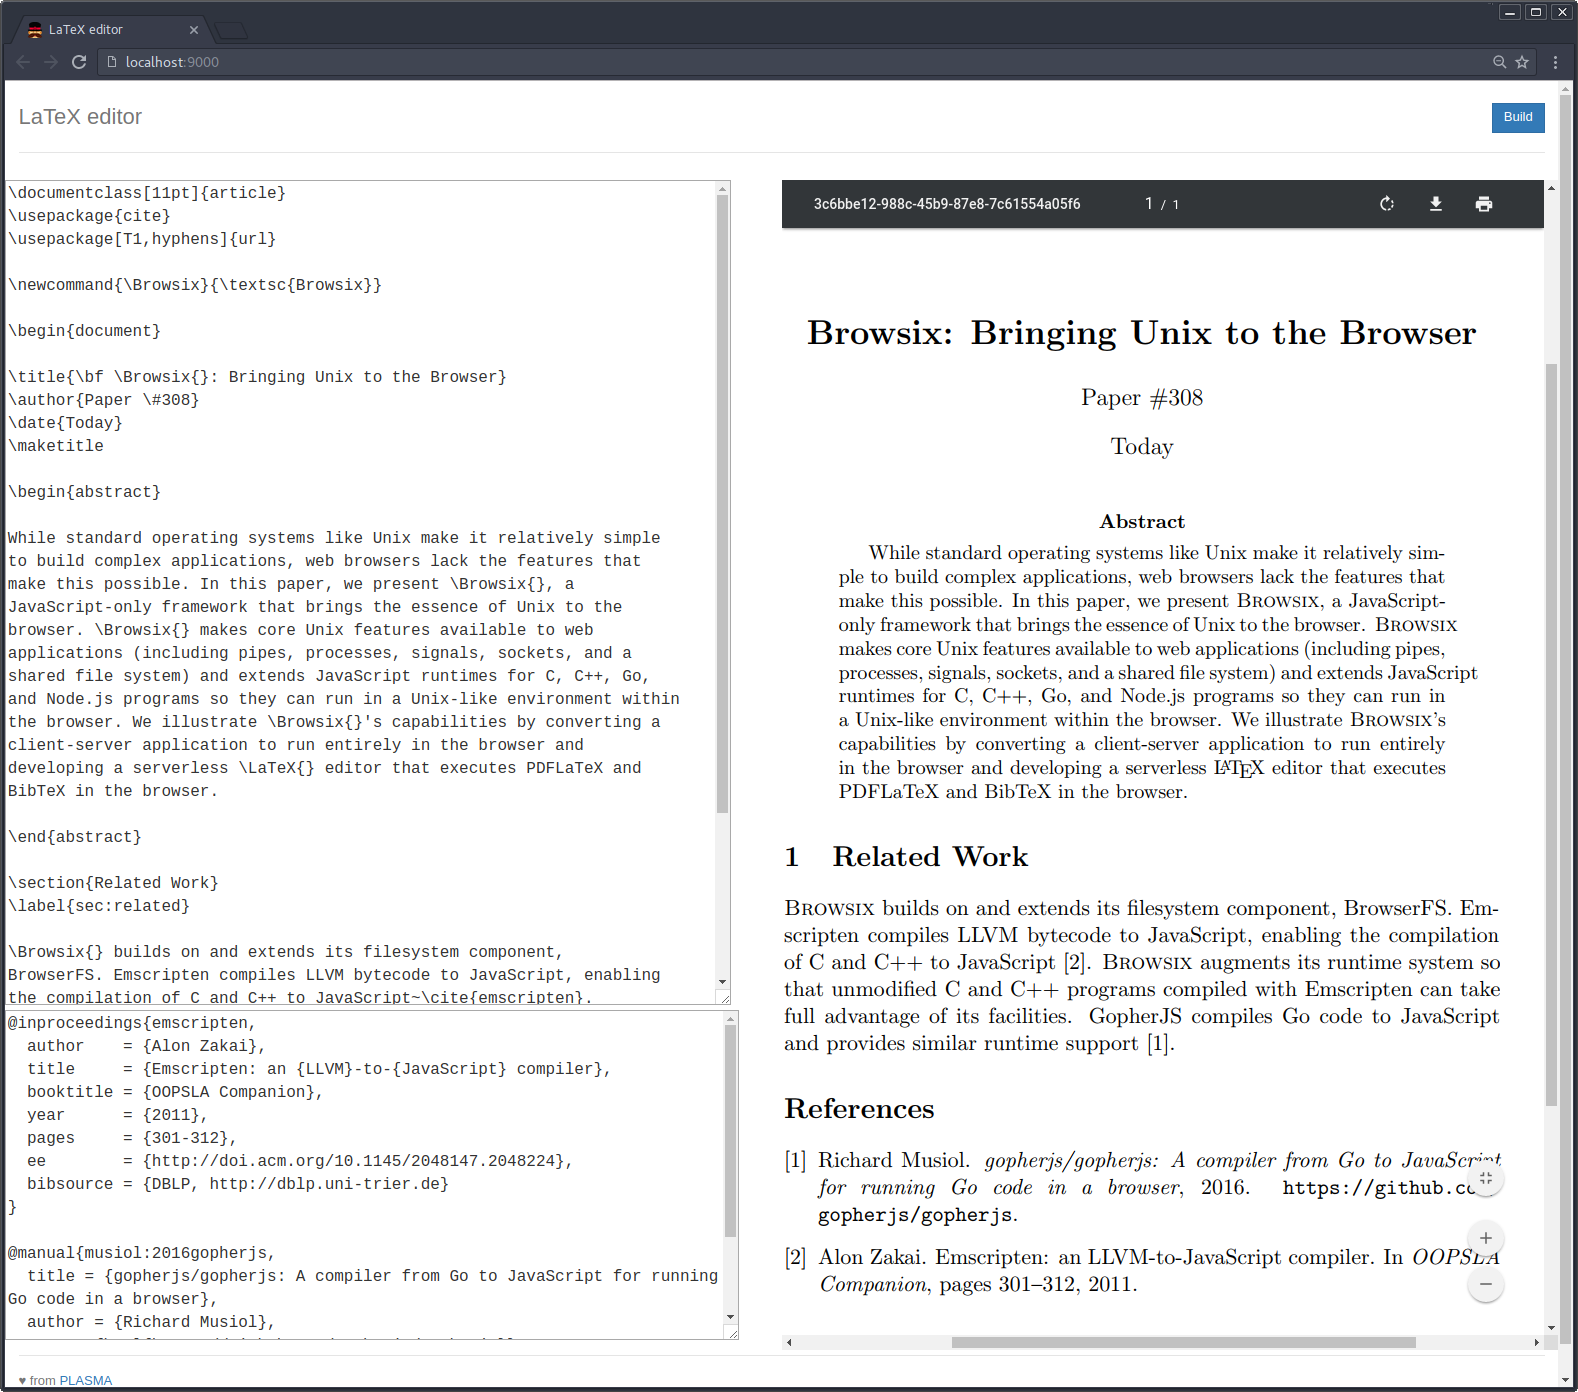 LaTeX editor
localhost:9000
LaTeX editor
Build
\documentclass[11pt]{article}
\usepackage{cite}
\usepackage[T1,hyphens]{url}
\newcommand{\Browsix}{\textsc{Browsix}}
\begin{document}
\title{\bf \Browsix{}: Bringing Unix to the Browser}
\author{Paper \#308}
\date{Today}
\maketitle
\begin{abstract}
While standard operating systems like Unix make it relatively simple
to build complex applications, web browsers lack the features that
make this possible. In this paper, we present \Browsix{}, a
JavaScript-only framework that brings the essence of Unix to the
browser. \Browsix{} makes core Unix features available to web
applications (including pipes, processes, signals, sockets, and a
shared file system) and extends JavaScript runtimes for C, C++, Go,
and Node.js programs so they can run in a Unix-like environment within
the browser. We illustrate \Browsix{}'s capabilities by converting a
client-server application to run entirely in the browser and
developing a serverless \LaTeX{} editor that executes PDFLaTeX and
BibTeX in the browser.
\end{abstract}
\section{Related Work}
\label{sec:related}
\Browsix{} builds on and extends its filesystem component,
BrowserFS. Emscripten compiles LLVM bytecode to JavaScript, enabling
the compilation of C and C++ to JavaScript~\cite{emscripten}.
@inproceedings{emscripten,
author = {Alon Zakai},
title = {Emscripten: an {LLVM}-to-{JavaScript} compiler},
booktitle = {OOPSLA Companion},
year = {2011},
pages = {301-312},
ee = {http://doi.acm.org/10.1145/2048147.2048224},
bibsource = {DBLP, http://dblp.uni-trier.de}
}
@manual{musiol:2016gopherjs,
title = {gopherjs/gopherjs: A compiler from Go to JavaScript for running
Go code in a browser},
author = {Richard Musiol},
3c6bbe12-988c-45b9-87e8-7c61554a05f6
1 / 1
Browsix: Bringing Unix to the Browser
Paper #308
Today
Abstract
While standard operating systems like Unix make it relatively sim-
ple to build complex applications, web browsers lack the features that
make this possible. In this paper, we present BROWSIX, a JavaScript-
only framework that brings the essence of Unix to the browser. BROWSIX
makes core Unix features available to web applications (including pipes,
processes, signals, sockets, and a shared file system) and extends JavaScript
runtimes for C, C++, Go, and Node.js programs so they can run in
a Unix-like environment within the browser. We illustrate BROWSIX's
capabilities by converting a client-server application to run entirely
in the browser and developing a serverless LATEX editor that executes
PDFLaTeX and BibTeX in the browser.
1 Related Work
BROWSIX builds on and extends its filesystem component, BrowserFS. Em-
scripten compiles LLVM bytecode to JavaScript, enabling the compilation
of C and C++ to JavaScript [2]. BROWSIX augments its runtime system so
that unmodified C and C++ programs compiled with Emscripten can take
full advantage of its facilities. GopherJS compiles Go code to JavaScript
and provides similar runtime support [1].
References
[1] Richard Musiol. gopherjs/gopherjs: A compiler from Go to JavaScript
for running Go code in a browser, 2016. https://github.co
gopherjs/gopherjs.
[2] Alon Zakai. Emscripten: an LLVM-to-JavaScript compiler. In OOPSLA
Companion, pages 301–312, 2011.
♥ from PLASMA